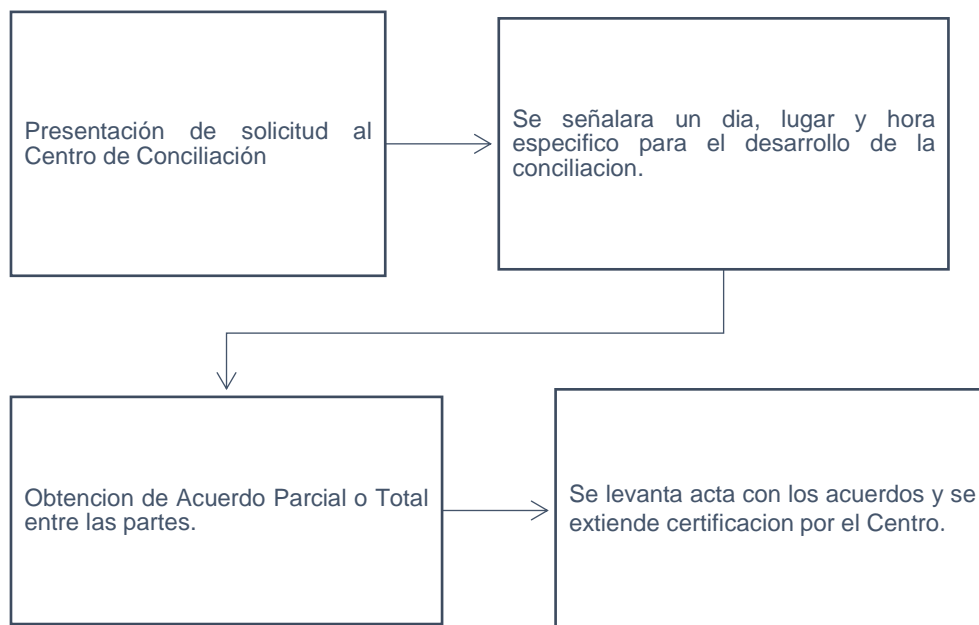 Presentación de solicitud al
Centro de Conciliación
Se señalara un dia, lugar y hora
especifico para el desarrollo de la
conciliacion.
Obtencion de Acuerdo Parcial o Total
entre las partes.
Se levanta acta con los acuerdos y se
extiende certificacion por el Centro.